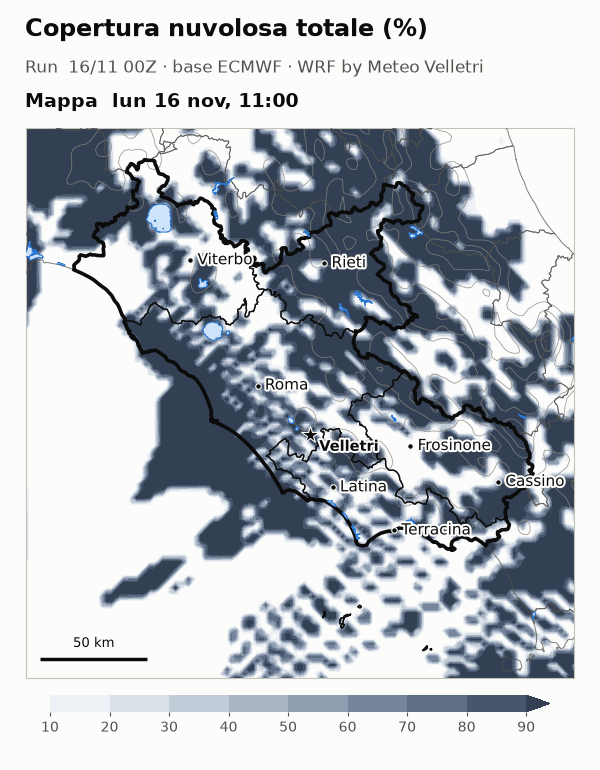 Copertura nuvolosa totale (%)
Run 16/11 00Z · base ECMWF · WRF by Meteo Velletri
Mappa lun 16 nov, 11:00
Viterbo
Rieti
Roma
Velletri
Frosinone
Latina
Cassino
Terracina
50 km
10 20 30 40 50 60 70 80 90